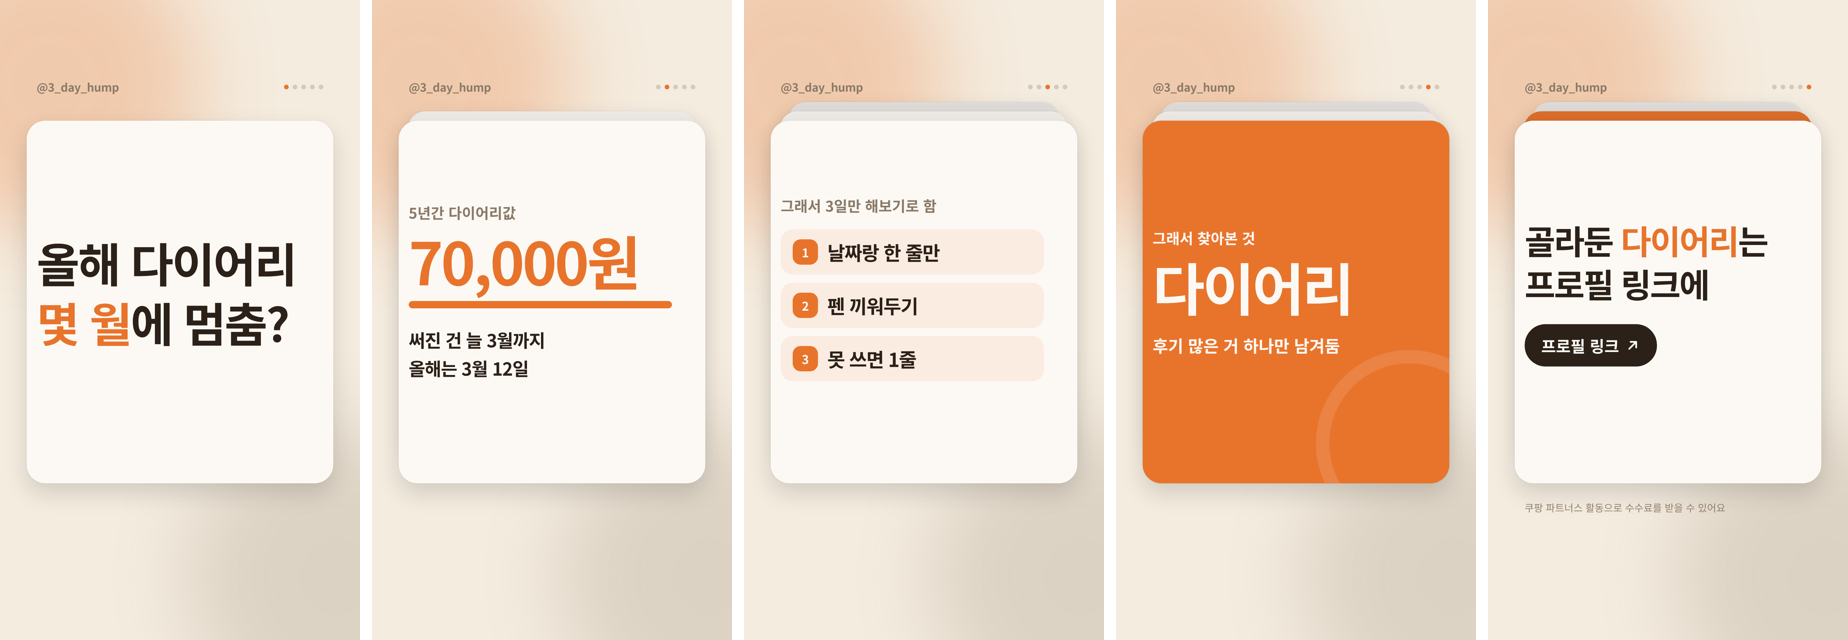 @3_day_hump
올해 다이어리
몇 월에 멈춤?
@3_day_hump
5년간 다이어리값
70,000원
써진 건 늘 3월까지
올해는 3월 12일
@3_day_hump
그래서 3일만 해보기로 함
1 날짜랑 한 줄만
2 펜 끼워두기
3 못 쓰면 1줄
@3_day_hump
그래서 찾아본 것
다이어리
후기 많은 거 하나만 남겨둠
@3_day_hump
골라둔 다이어리는
프로필 링크에
프로필 링크 ↗
쿠팡 파트너스 활동으로 수수료를 받을 수 있어요